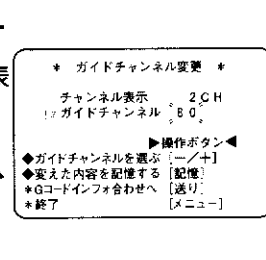 表
* ガイドチャンネル変更 *
チャンネル表示 2CH
ガイドチャンネル 80
▶操作ボタン◀
◆ガイドチャンネルを選ぶ [ー/+]
◆変えた内容を記憶する [記憶]
*Gコードインフォ合わせへ [送り]
*終了 [メニュー]